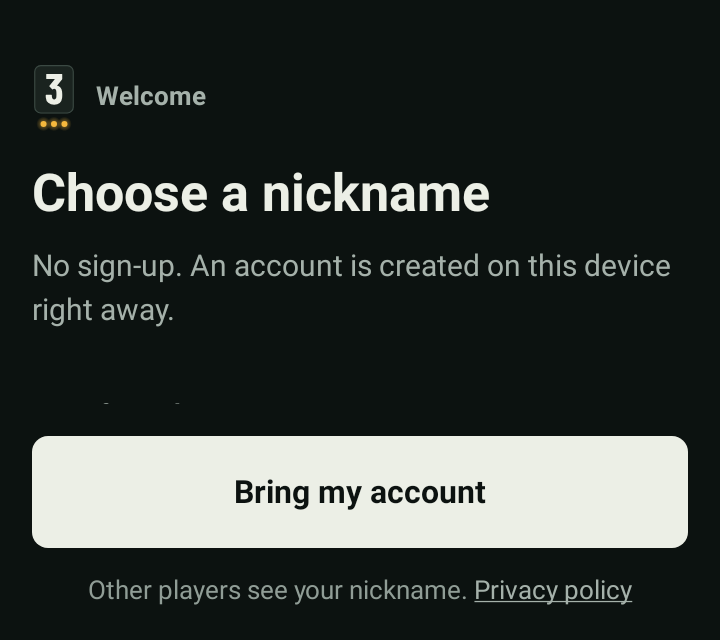 3
Welcome
Choose a nickname
No sign-up. An account is created on this device
right away.
Bring my account
Other players see your nickname. Privacy policy